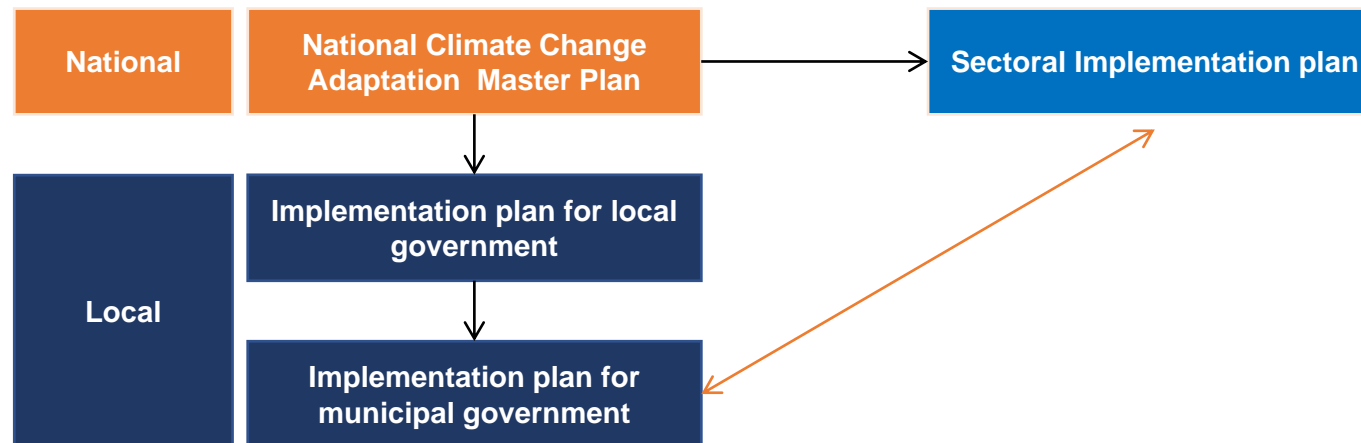 National
National Climate Change
Adaptation  Master Plan
Sectoral Implementation plan
Local
Implementation plan for local
government
Implementation plan for
municipal government